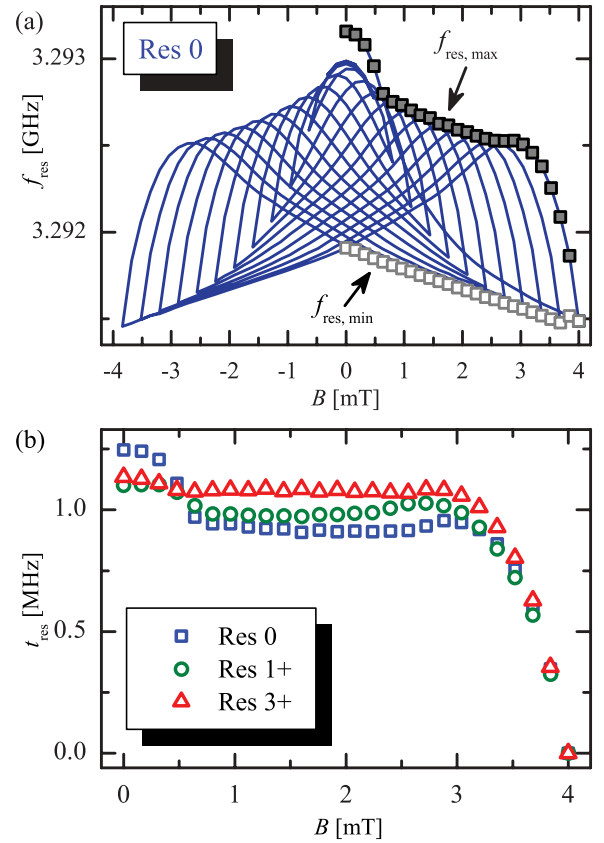 (a)
Res 0
f_res,max
3.293
3.292
f_res [GHz]
f_res,min
-4 -3 -2 -1 0 1 2 3 4
B [mT]
(b)
1.0
0.5
0.0
t_res [MHz]
Res 0
Res 1+
Res 3+
0 1 2 3 4
B [mT]